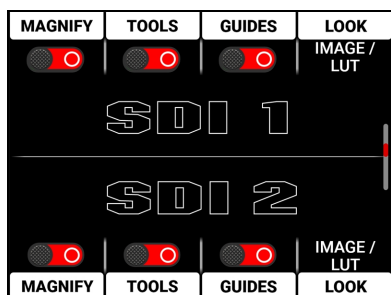 MAGNIFY TOOLS GUIDES LOOK
IMAGE /
LUT
SDI 1
SDI 2
IMAGE /
LUT
MAGNIFY TOOLS GUIDES LOOK